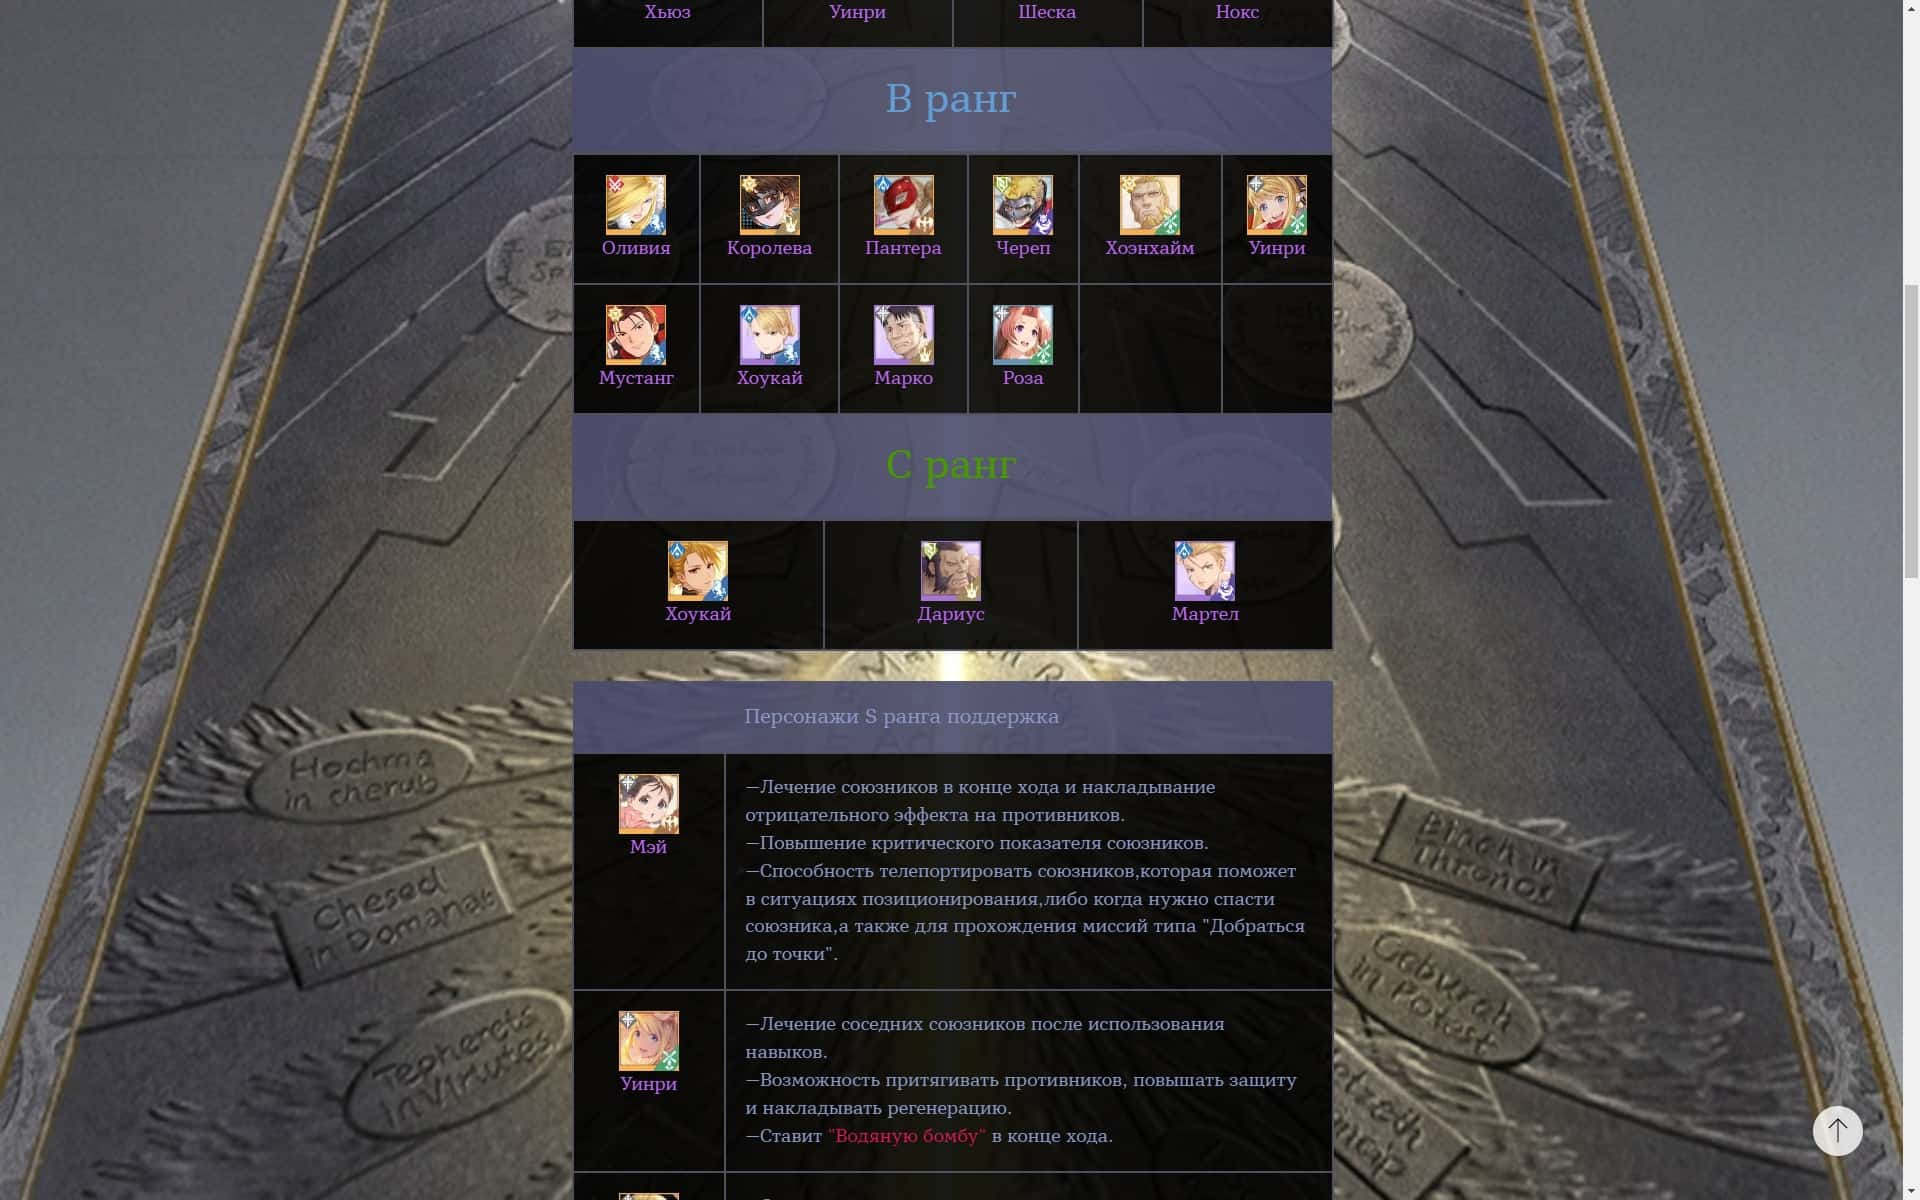 Хьюз Уинри Шеска Нокс
B ранг
Оливия Королева Пантера Череп Хоэнхайм Уинри
Мустанг Хоукай Марко Роза
C ранг
Хоукай Дариус Мартел
Персонажи S ранга поддержка
Мэй
—Лечение союзников в конце хода и накладывание
отрицательного эффекта на противников.
—Повышение критического показателя союзников.
—Способность телепортировать союзников,которая поможет
в ситуациях позиционирования,либо когда нужно спасти
союзника,а также для прохождения миссий типа "Добраться
до точки".
Уинри
—Лечение соседних союзников после использования
навыков.
—Возможность притягивать противников, повышать защиту
и накладывать регенерацию.
—Ставит "Водяную бомбу" в конце хода.
Hochma
in cherub
Chesed
in Domanat
in Virtutes
Binah in
Thronos
Geburah
in Potest